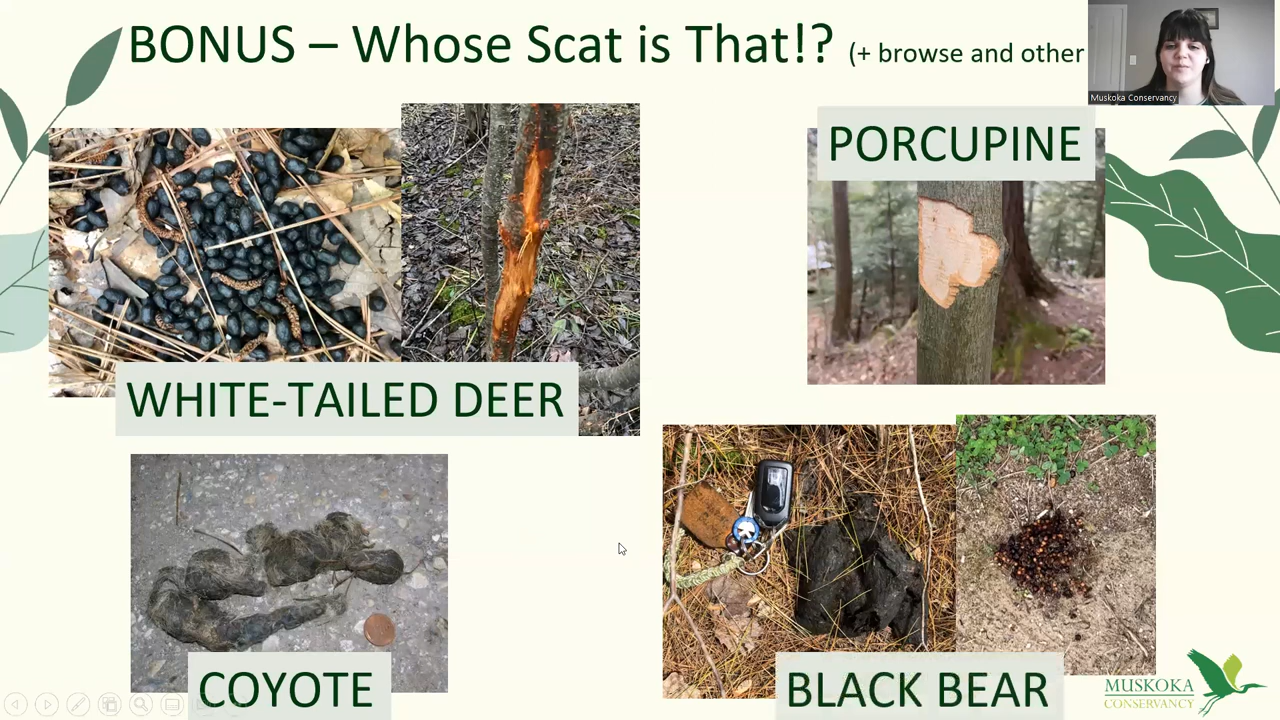 BONUS – Whose Scat is That!? (+ browse and other
Muskoka Conservancy
PORCUPINE
WHITE-TAILED DEER
COYOTE
BLACK BEAR
MUSKOKA
CONSERVANCY